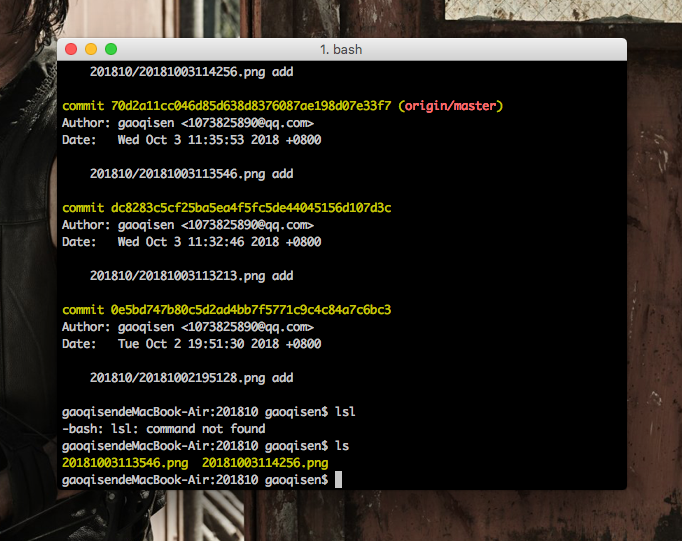 1. bash
201810/20181003114256.png add
commit 70d2a11cc046d85d638d8376087ae198d07e33f7 (origin/master)
Author: gaoqisen <1073825890@qq.com>
Date:   Wed Oct 3 11:35:53 2018 +0800
201810/20181003113546.png add
commit dc8283c5cf25ba5ea4f5fc5de44045156d107d3c
Author: gaoqisen <1073825890@qq.com>
Date:   Wed Oct 3 11:32:46 2018 +0800
201810/20181003113213.png add
commit 0e5bd747b80c5d2ad4bb7f5771c9c4c84a7c6bc3
Author: gaoqisen <1073825890@qq.com>
Date:   Tue Oct 2 19:51:30 2018 +0800
201810/20181002195128.png add
gaoqisendeMacBook-Air:201810 gaoqisen$ lsl
-bash: lsl: command not found
gaoqisendeMacBook-Air:201810 gaoqisen$ ls
20181003113546.png  20181003114256.png
gaoqisendeMacBook-Air:201810 gaoqisen$